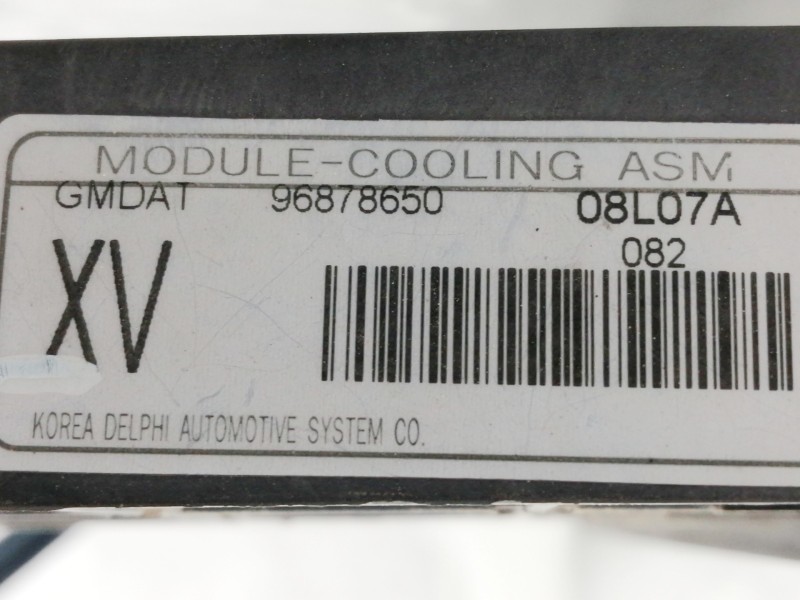 MODULE-COOLING ASM
GMDAT 96878650 08L07A
XV 082
KOREA DELPHI AUTOMOTIVE SYSTEM CO.